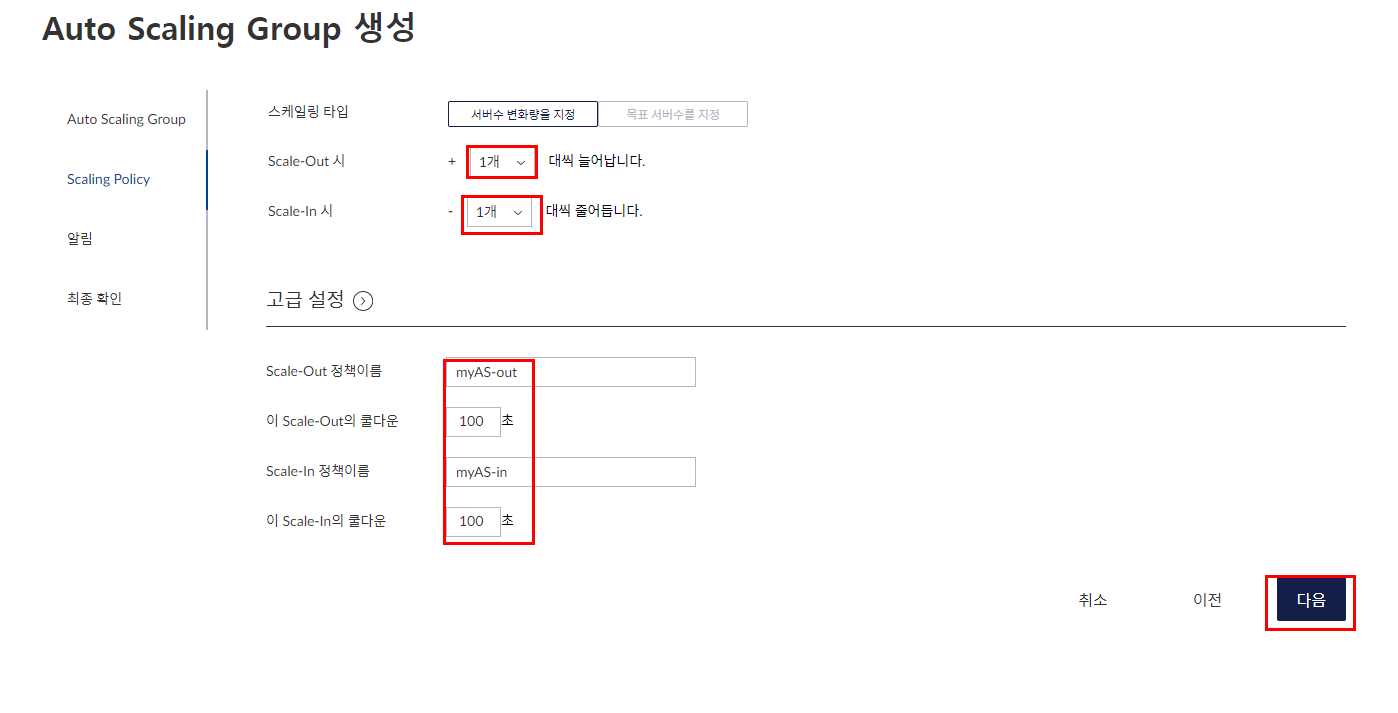 Auto Scaling Group 생성
Auto Scaling Group
Scaling Policy
알림
최종 확인
스케일링 타입 서버수 변화량을 지정 목표 서버수를 지정
Scale-Out 시 + 1개 대씩 늘어납니다.
Scale-In 시 - 1개 대씩 줄어듭니다.
고급 설정
Scale-Out 정책이름 myAS-out
이 Scale-Out의 쿨다운 100 초
Scale-In 정책이름 myAS-in
이 Scale-In의 쿨다운 100 초
취소 이전 다음